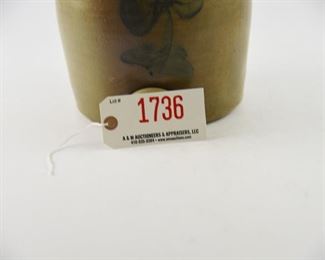 Lot #
1736
A & M AUCTIONEERS & APPRAISERS, LLC